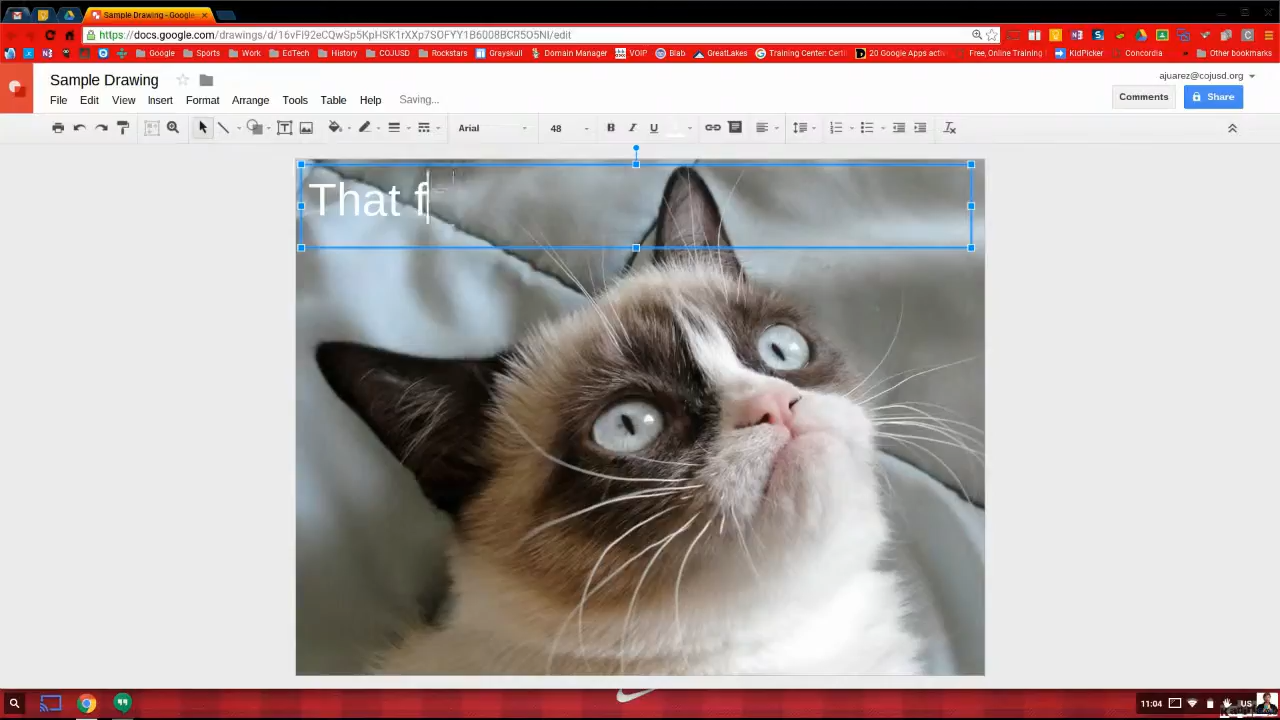 Sample Drawing - Google
https://docs.google.com/drawings/d/16vFI92eCQwSp5KpHSK1rXXp7SOFYY1B6008BCR5O5NI/edit
Google Sports Work EdTech History COJUSD Rockstars Grayskull Domain Manager VOIP Blab GreatLakes Training Center: Certi 20 Google Apps activ Free, Online Training KidPicker Concordia Other bookmarks
Sample Drawing
ajuarez@cojusd.org
File Edit View Insert Format Arrange Tools Table Help Saving...
Comments Share
Arial 48 B I U
That f
11:04 US